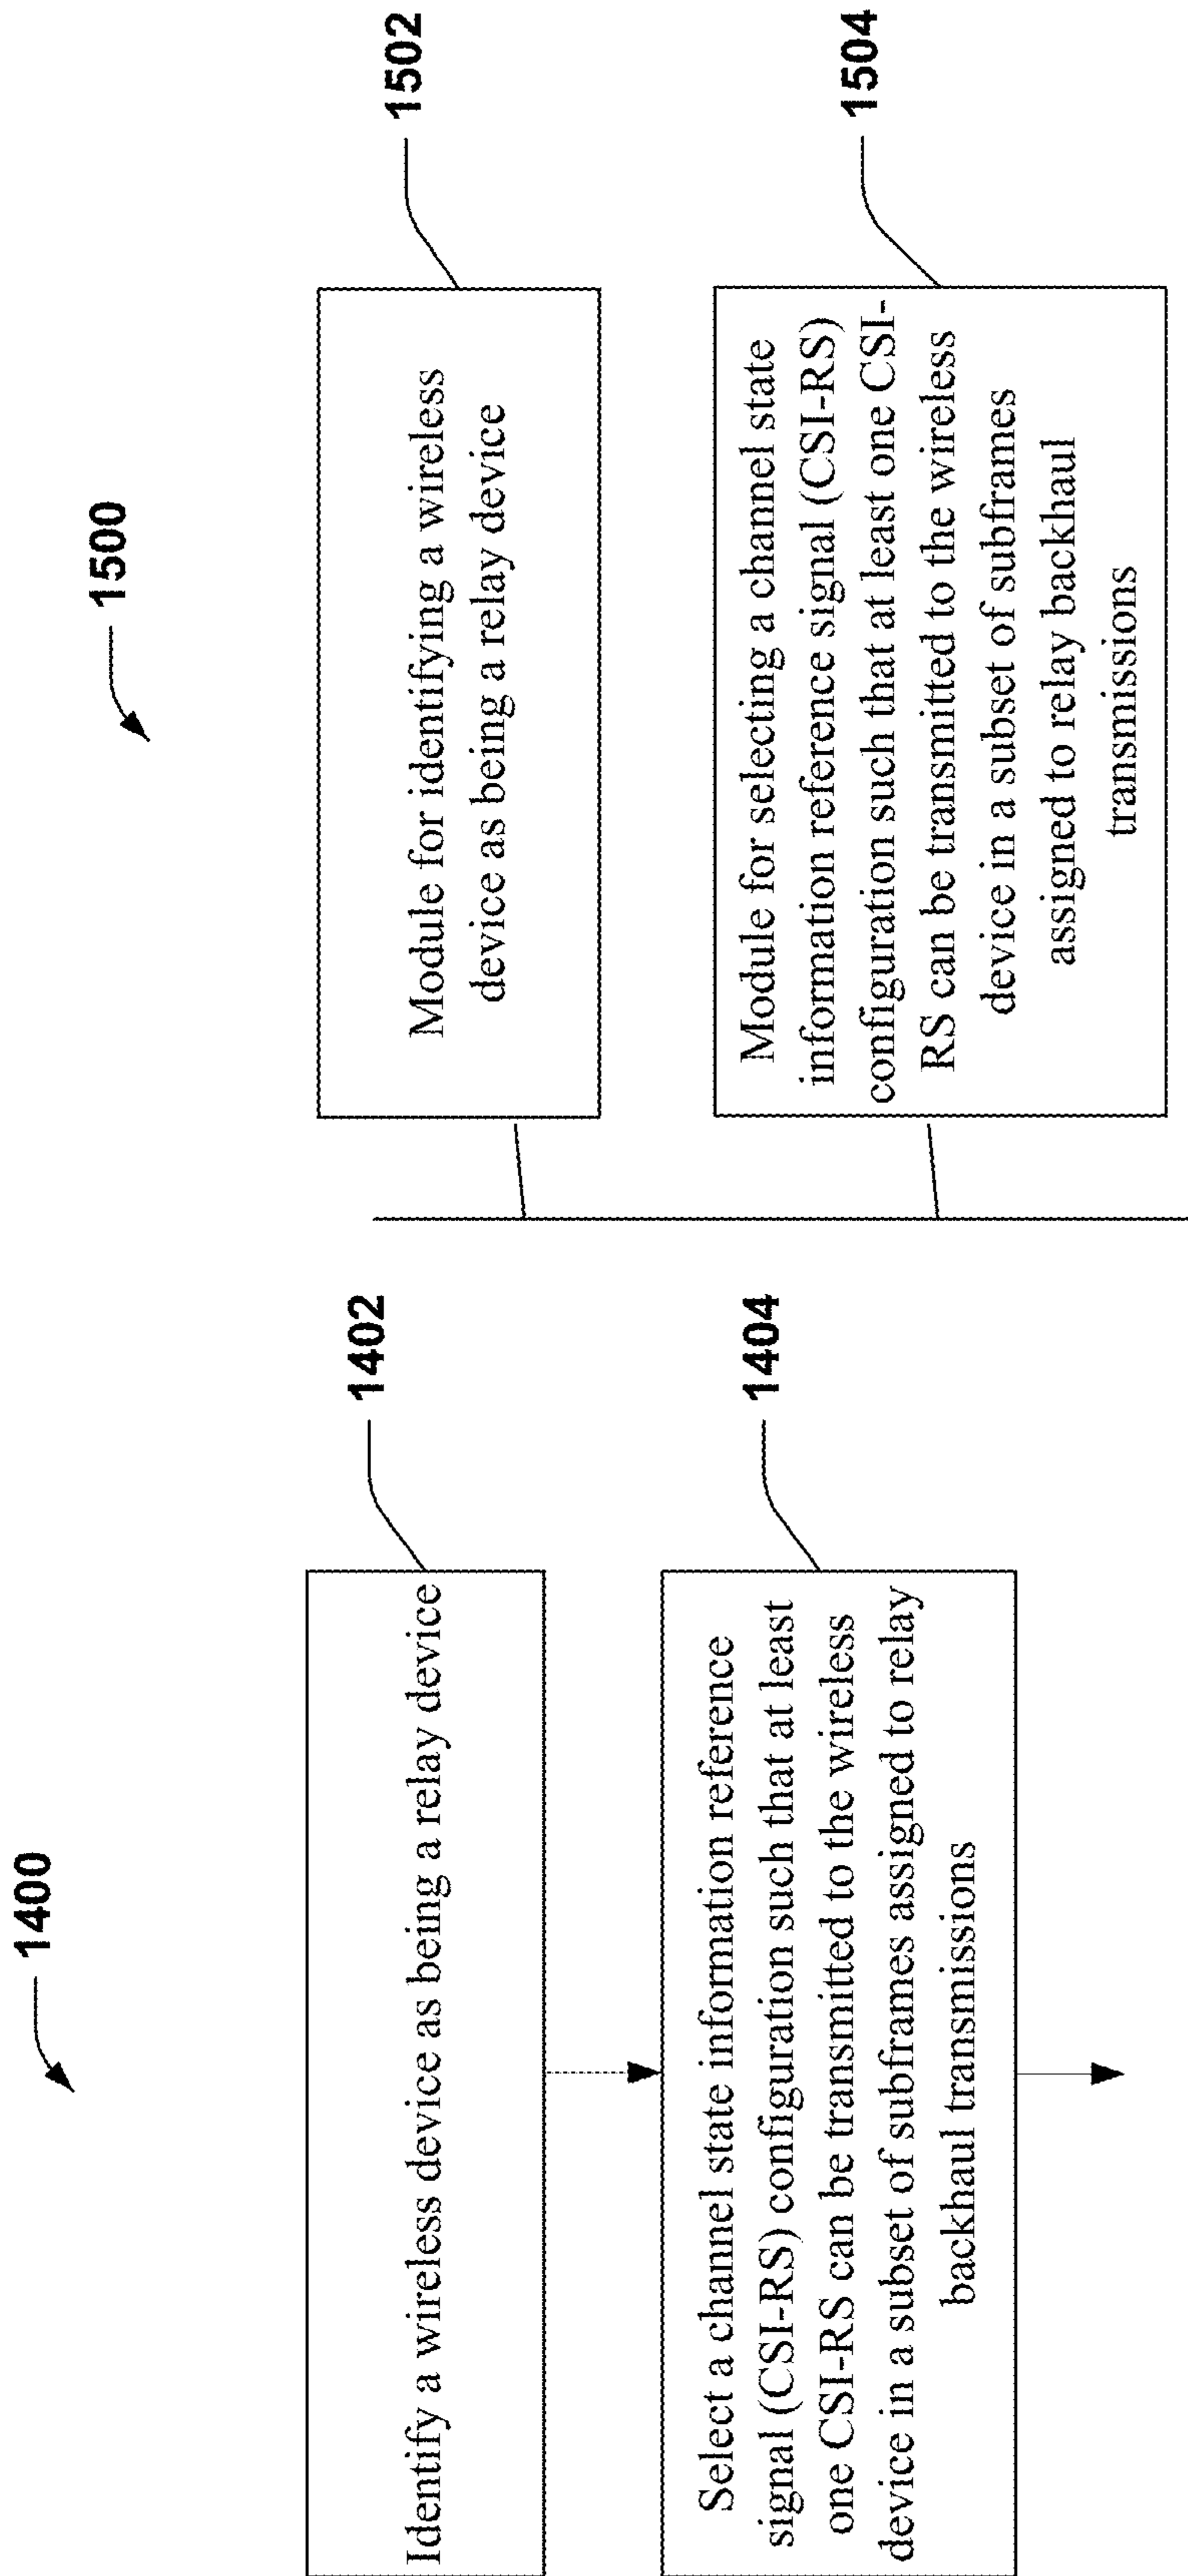 1400
1402
Identify a wireless device as being a relay device
1404
Select a channel state information reference
signal (CSI-RS) configuration such that at least
one CSI-RS can be transmitted to the wireless
device in a subset of subframes assigned to relay
backhaul transmissions
1500
1502
Module for identifying a wireless
device as being a relay device
1504
Module for selecting a channel state
information reference signal (CSI-RS)
configuration such that at least one CSI-
RS can be transmitted to the wireless
device in a subset of subframes
assigned to relay backhaul
transmissions